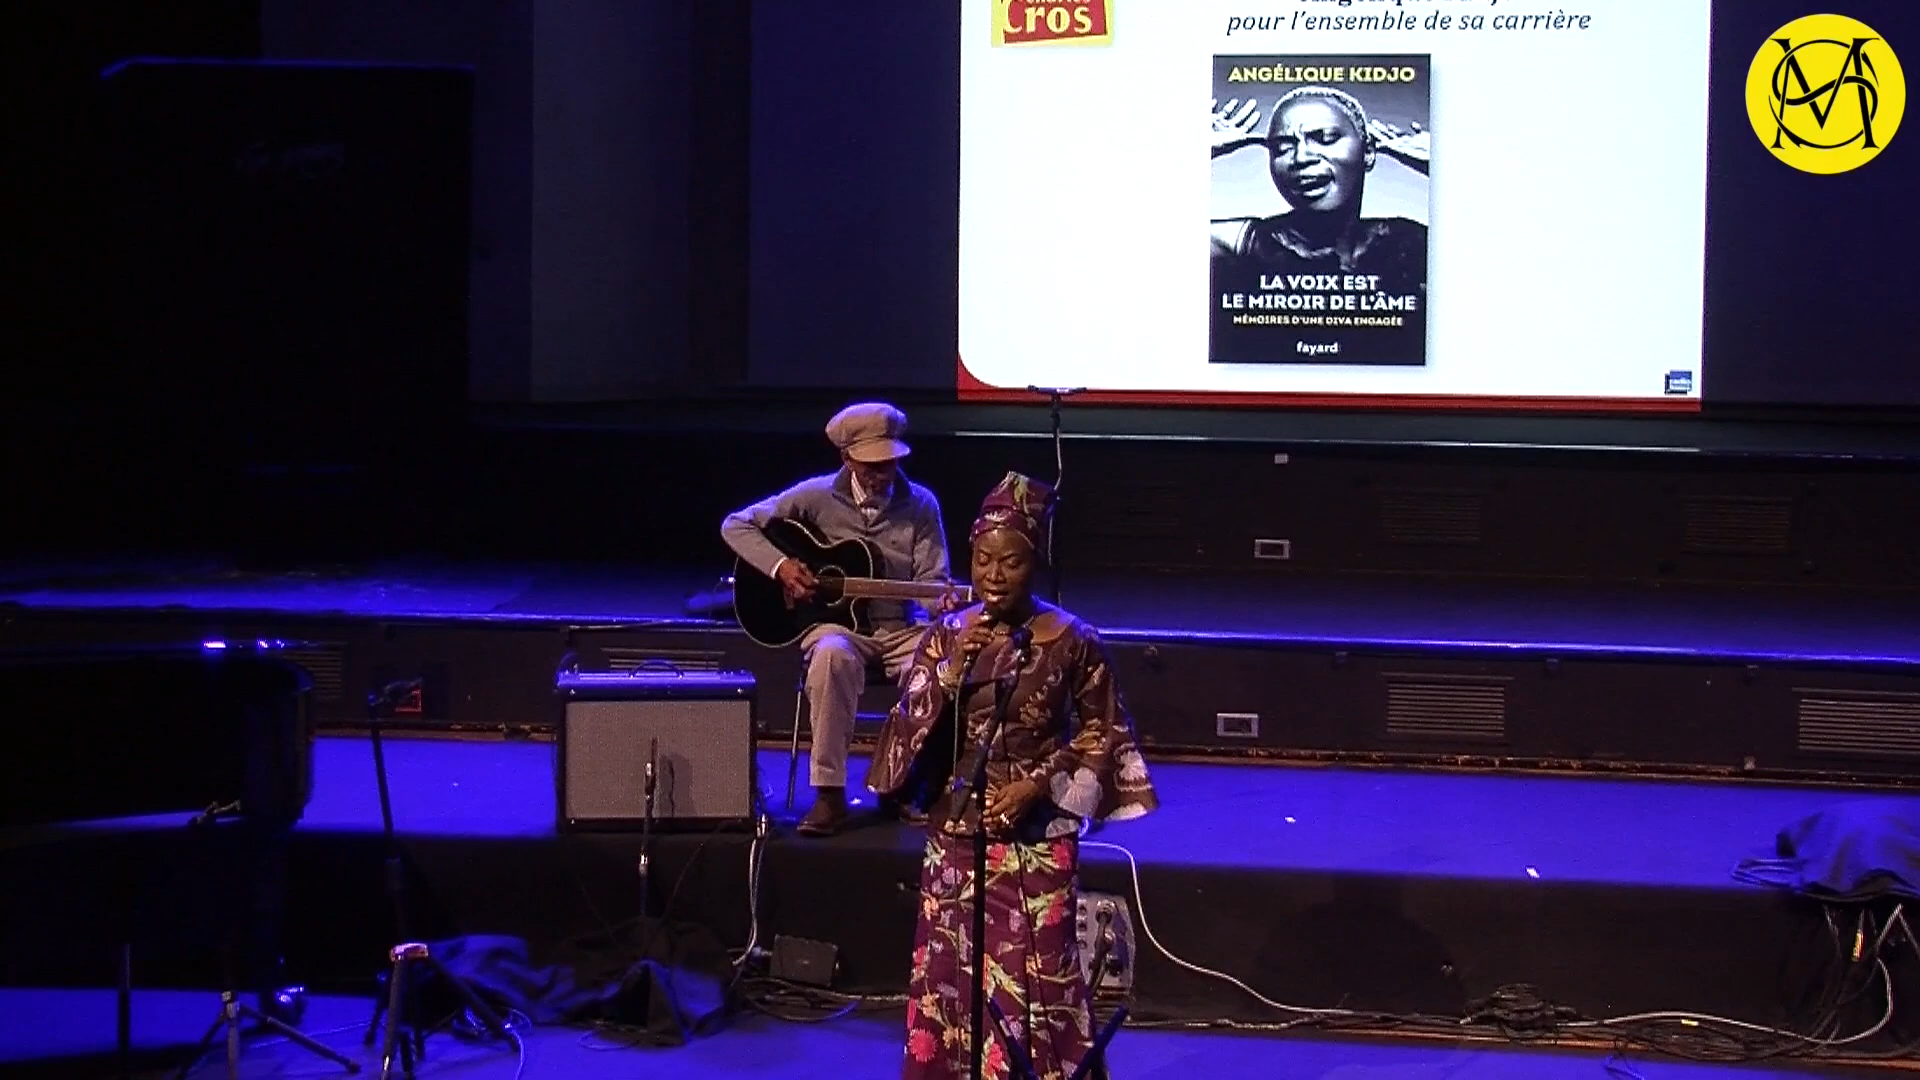 Cros
pour l'ensemble de sa carrière
ANGÉLIQUE KIDJO
LA VOIX EST
LE MIROIR DE L'ÂME
MÉMOIRES D'UNE DIVA ENGAGÉE
fayard